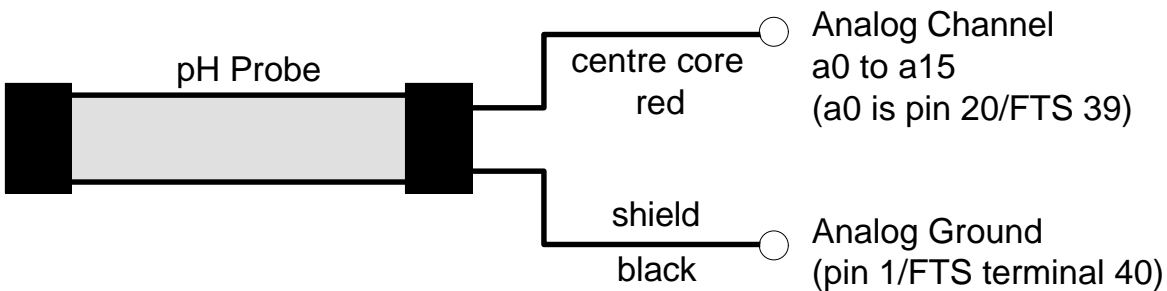 pH Probe
centre core
red
Analog Channel
a0 to a15
(a0 is pin 20/FTS 39)
shield
black
Analog Ground
(pin 1/FTS terminal 40)